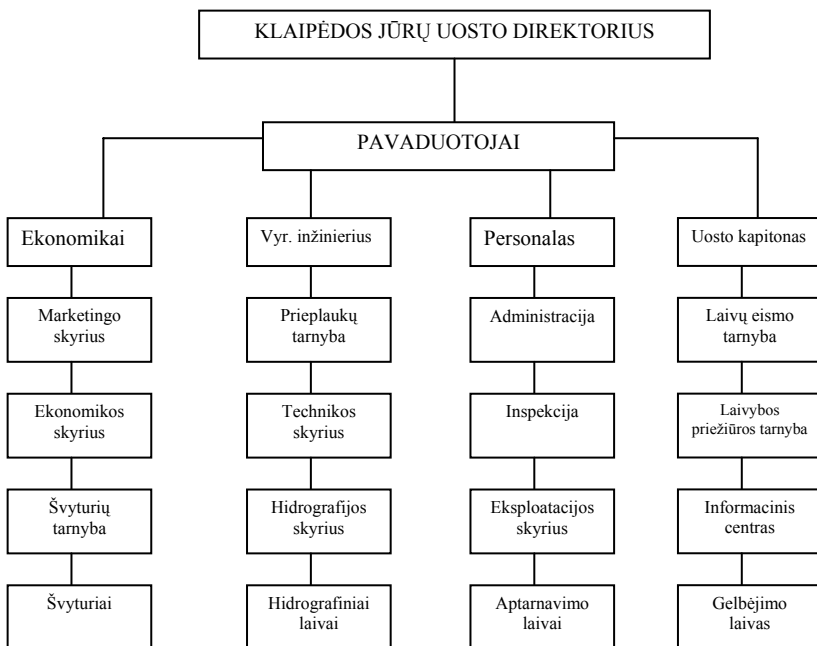 KLAIPĖDOS JŪRŲ UOSTO DIREKTORIUS
PAVADUOTOJAI
Ekonomikai
Vyr. inžinierius
Personalas
Uosto kapitonas
Marketingo
skyrius
Prieplaukų
tarnyba
Administracija
Laivų eismo
tarnyba
Ekonomikos
skyrius
Technikos
skyrius
Inspekcija
Laivybos
priežiūros tarnyba
Švyturių
tarnyba
Hidrografijos
skyrius
Eksploatacijos
skyrius
Informacinis
centras
Švyturiai
Hidrografiniai
laivai
Aptarnavimo
laivai
Gelbėjimo
laivas